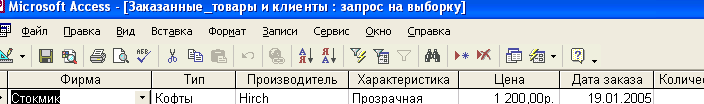 Microsoft Access - [Заказанные_товары и клиенты : запрос на выборку]
Файл Правка Вид Вставка Формат Записи Сервис Окно Справка
Фирма Тип Производитель Характеристика Цена Дата заказа Количес
Стокмик Кофты Hirch Прозрачная 1 200,00р. 19.01.2005